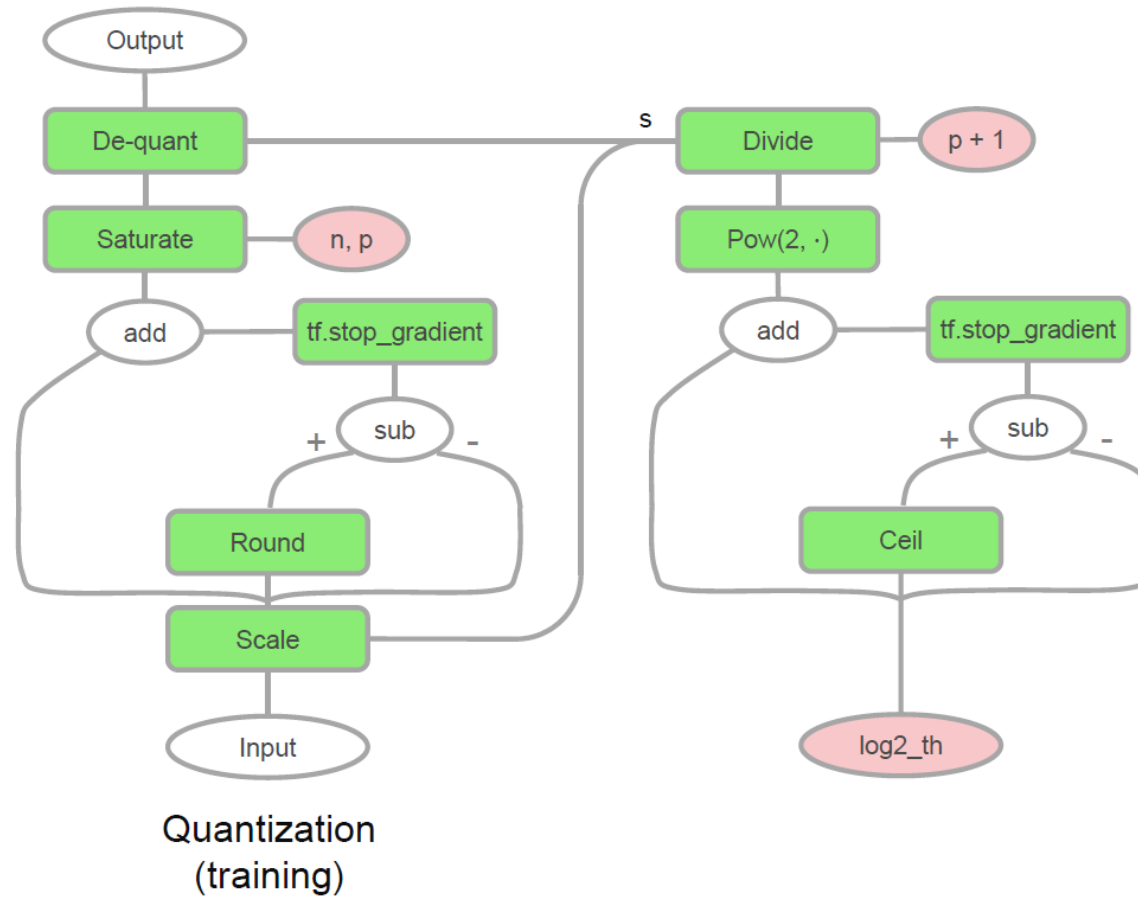 Output
De-quant
s
Divide
p + 1
Saturate
n, p
Pow(2, ·)
add
tf.stop_gradient
add
tf.stop_gradient
+
sub
-
+
sub
-
Round
Ceil
Scale
Input
log2_th
Quantization
(training)